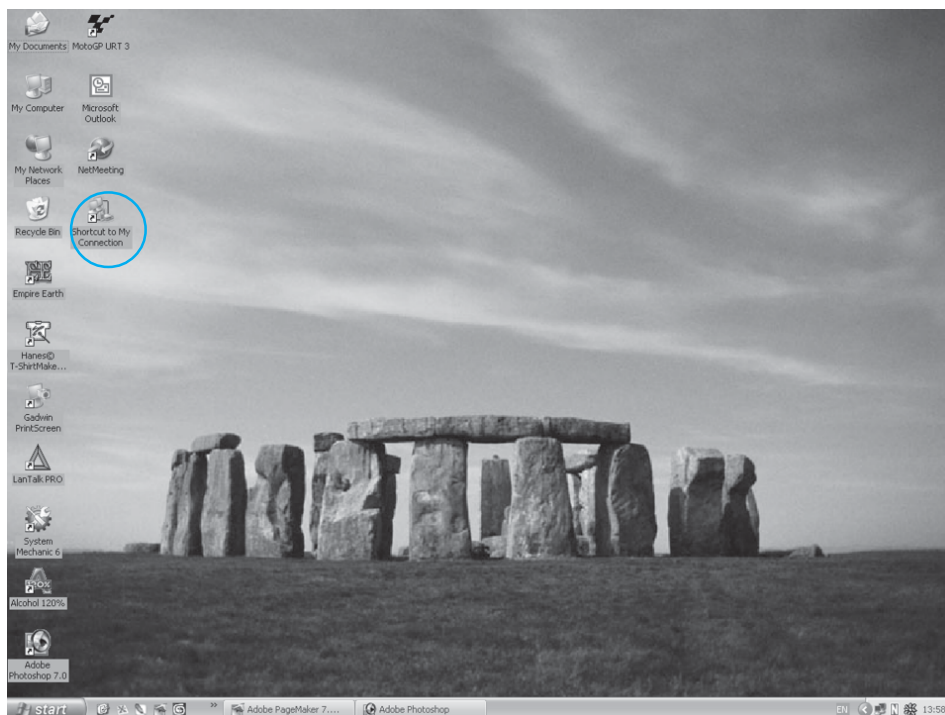 My Documents
MotoGP URT 3
My Computer
Microsoft
Outlook
My Network
Places
NetMeeting
Recycle Bin
Shortcut to My
Connection
Empire Earth
Hanes©
T-ShirtMake...
Gadwin
PrintScreen
LanTalk PRO
System
Mechanic 6
Alcohol 120%
Adobe
Photoshop 7.0
start
Adobe PageMaker 7....
Adobe Photoshop
EN
13:58